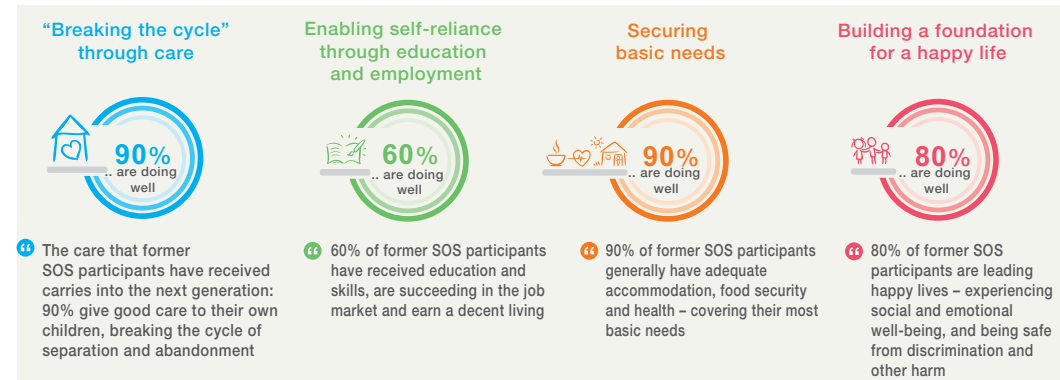 “Breaking the cycle”
through care
90%
.. are doing
well
The care that former
SOS participants have received
carries into the next generation:
90% give good care to their own
children, breaking the cycle of
separation and abandonment
Enabling self-reliance
through education
and employment
60%
.. are doing
well
60% of former SOS participants
have received education and
skills, are succeeding in the job
market and earn a decent living
Securing
basic needs
90%
.. are doing
well
90% of former SOS participants
generally have adequate
accommodation, food security
and health – covering their most
basic needs
Building a foundation
for a happy life
80%
.. are doing
well
80% of former SOS
participants are leading
happy lives – experiencing
social and emotional
well-being, and being safe
from discrimination and
other harm